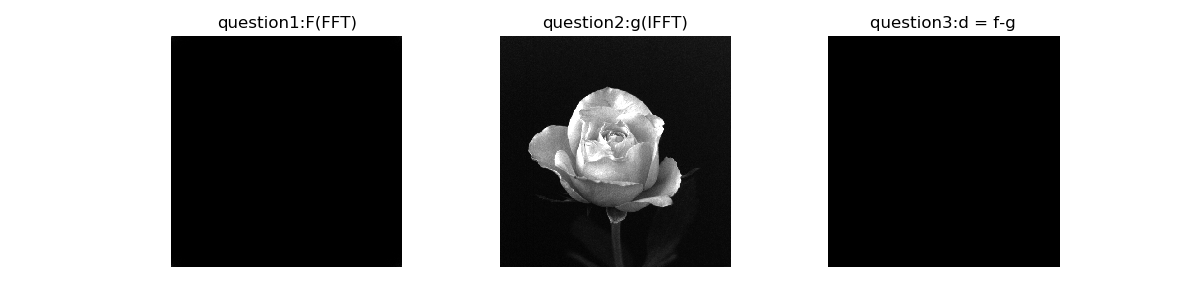 question1:F(FFT)
question2:g(IFFT)
question3:d = f-g